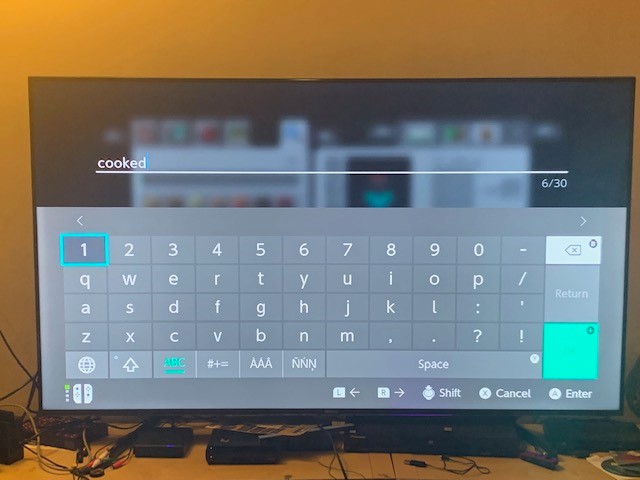 cooked
6/30
1 2 3 4 5 6 7 8 9 0 -
q w e r t y u i o p /
Return
a s d f g h j k l : '
z x c v b n m , . ? !
ABC #+= ÀÁÂ ÑŃŅ Space
L ← R → Shift X Cancel A Enter